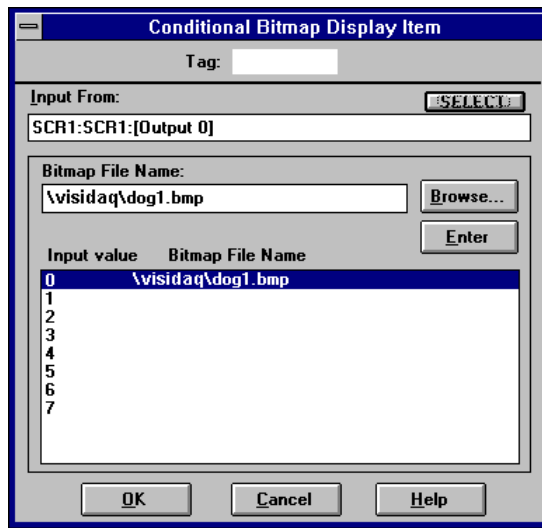 Conditional Bitmap Display Item
Tag:
Input From:
SELECT
SCR1:SCR1:[Output 0]
Bitmap File Name:
\visidaq\dog1.bmp
Browse...
Enter
Input value Bitmap File Name
0 \visidaq\dog1.bmp
1
2
3
4
5
6
7
OK Cancel Help